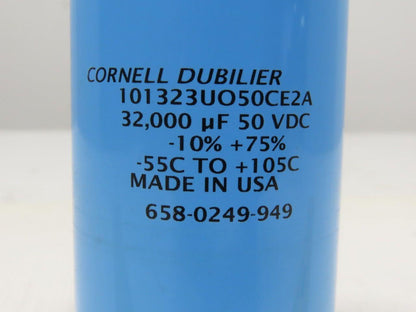 CORNELL DUBILIER
101323UO50CE2A
32,000 µF 50 VDC
-10% +75%
-55C TO +105C
MADE IN USA
658-0249-949